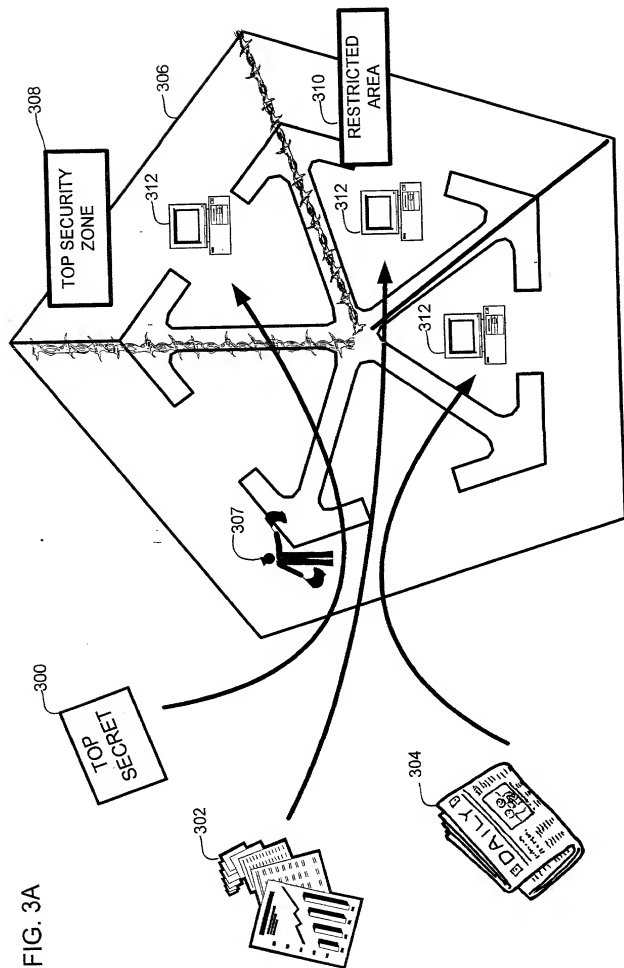 FIG. 3A
300
TOP
SECRET
302
304
DAILY
307
308
TOP SECURITY
ZONE
306
310
RESTRICTED
AREA
312
312
312